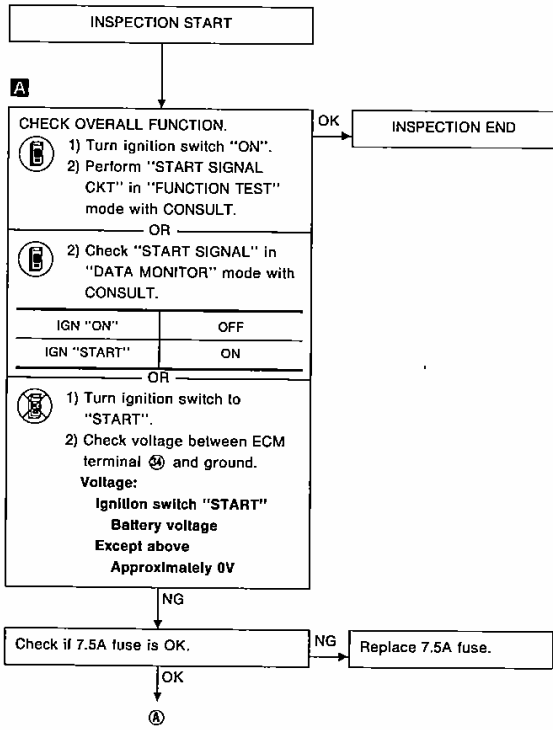 INSPECTION START
A
CHECK OVERALL FUNCTION.
1) Turn ignition switch "ON".
2) Perform "START SIGNAL
CKT" in "FUNCTION TEST"
mode with CONSULT.
OK
INSPECTION END
OR
2) Check "START SIGNAL" in
"DATA MONITOR" mode with
CONSULT.
IGN "ON" OFF
IGN "START" ON
OR
1) Turn ignition switch to
"START".
2) Check voltage between ECM
terminal ㉞ and ground.
Voltage:
Ignition switch "START"
Battery voltage
Except above
Approximately 0V
NG
Check if 7.5A fuse is OK.
NG
Replace 7.5A fuse.
OK
Ⓐ